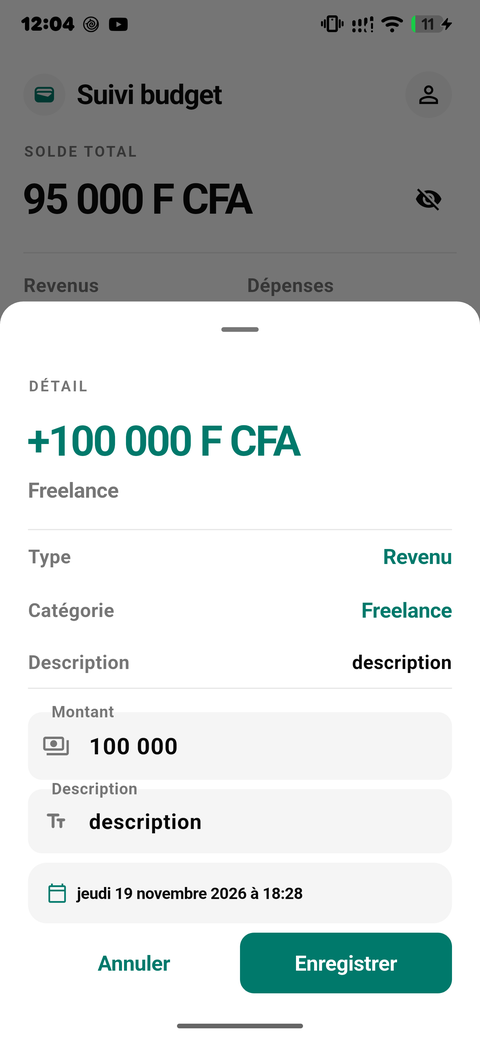 12:04
11
Suivi budget
SOLDE TOTAL
95 000 F CFA
Revenus Dépenses
DÉTAIL
+100 000 F CFA
Freelance
Type Revenu
Catégorie Freelance
Description description
Montant
100 000
Description
Tт description
jeudi 19 novembre 2026 à 18:28
Annuler Enregistrer